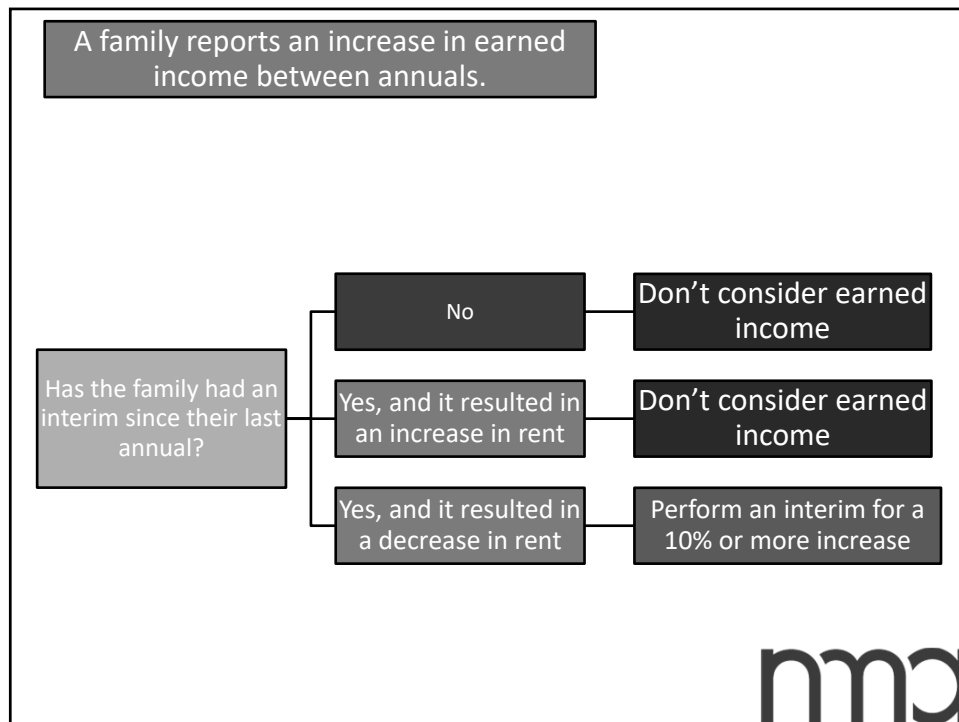 A family reports an increase in earned
income between annuals.
No
Don’t consider earned
income
Has the family had an
interim since their last
annual?
Yes, and it resulted in
an increase in rent
Don’t consider earned
income
Yes, and it resulted in
a decrease in rent
Perform an interim for a
10% or more increase
nma